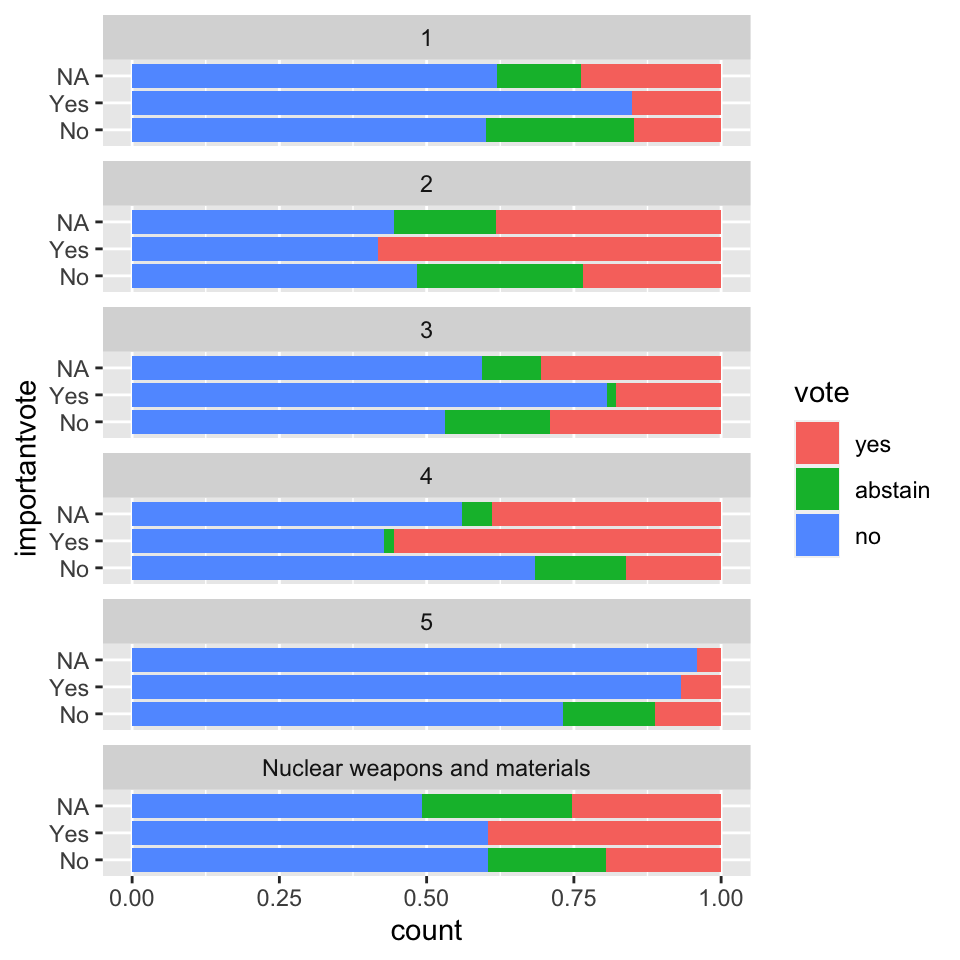 1
NA
Yes
No
2
NA
Yes
No
3
NA
Yes
No
4
NA
Yes
No
5
NA
Yes
No
Nuclear weapons and materials
NA
Yes
No
0.00 0.25 0.50 0.75 1.00
count
importantvote
vote
yes
abstain
no